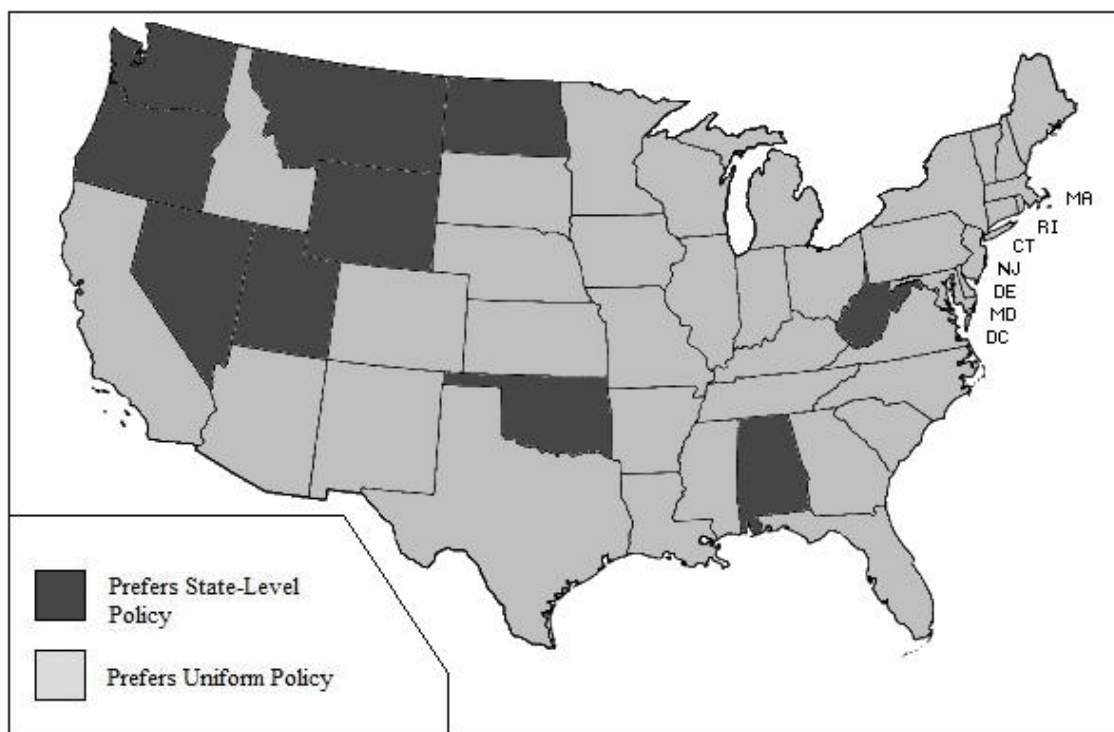 MA
RI
CT
NJ
DE
MD
DC
Prefers State-Level
Policy
Prefers Uniform Policy